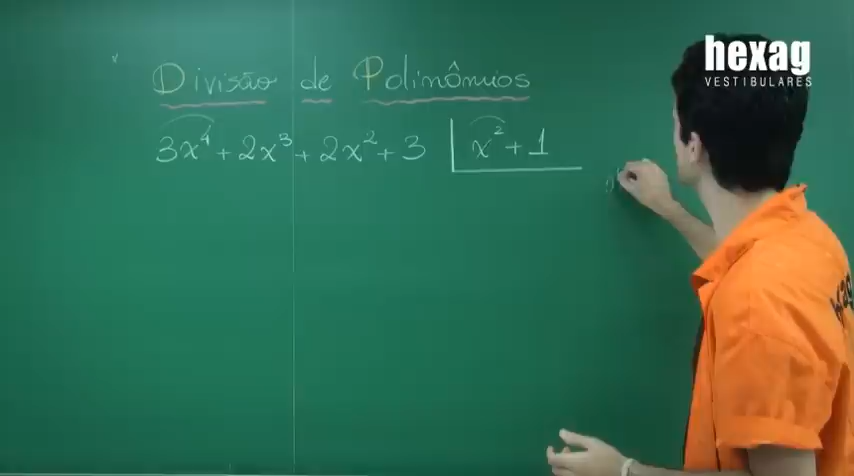 hexag
VESTIBULARES
Divisão de Polinômios
3x⁴ + 2x³ + 2x² + 3 | x² + 1